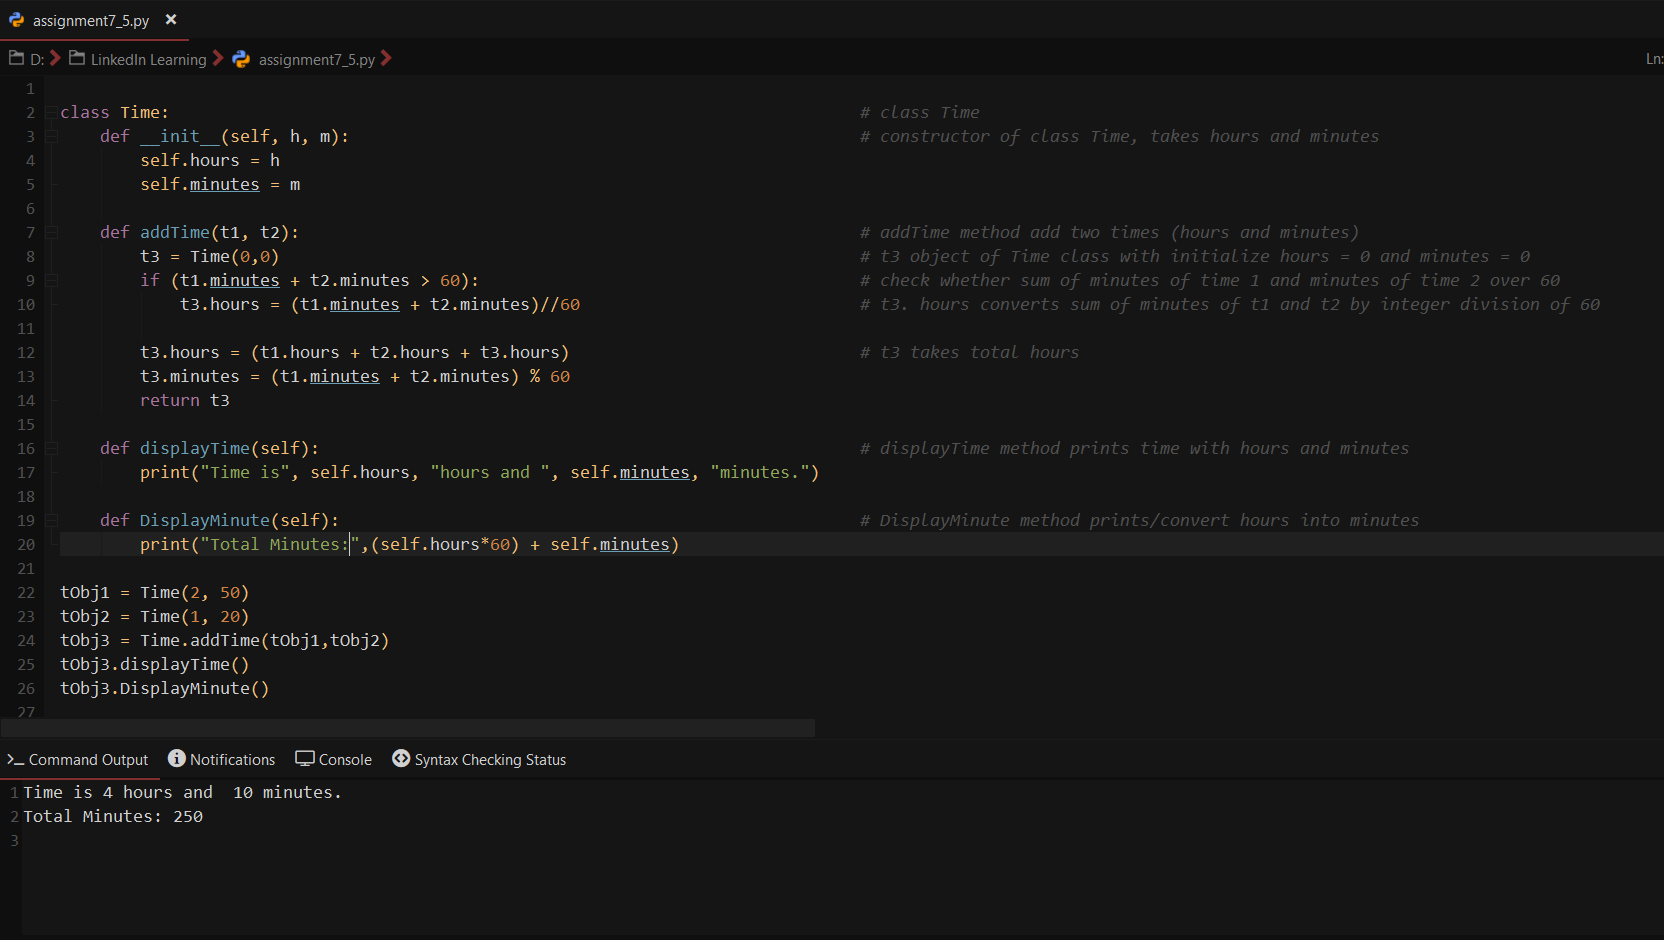 assignment7_5.py ×
D: LinkedIn Learning assignment7_5.py Ln:
1
2 class Time: # class Time
3 def __init__(self, h, m): # constructor of class Time, takes hours and minutes
4 self.hours = h
5 self.minutes = m
6
7 def addTime(t1, t2): # addTime method add two times (hours and minutes)
8 t3 = Time(0,0) # t3 object of Time class with initialize hours = 0 and minutes = 0
9 if (t1.minutes + t2.minutes > 60): # check whether sum of minutes of time 1 and minutes of time 2 over 60
10 t3.hours = (t1.minutes + t2.minutes)//60 # t3. hours converts sum of minutes of t1 and t2 by integer division of 60
11
12 t3.hours = (t1.hours + t2.hours + t3.hours) # t3 takes total hours
13 t3.minutes = (t1.minutes + t2.minutes) % 60
14 return t3
15
16 def displayTime(self): # displayTime method prints time with hours and minutes
17 print("Time is", self.hours, "hours and ", self.minutes, "minutes.")
18
19 def DisplayMinute(self): # DisplayMinute method prints/convert hours into minutes
20 print("Total Minutes:",(self.hours*60) + self.minutes)
21
22 tObj1 = Time(2, 50)
23 tObj2 = Time(1, 20)
24 tObj3 = Time.addTime(tObj1,tObj2)
25 tObj3.displayTime()
26 tObj3.DisplayMinute()
27
Command Output Notifications Console Syntax Checking Status
1 Time is 4 hours and  10 minutes.
2 Total Minutes: 250
3